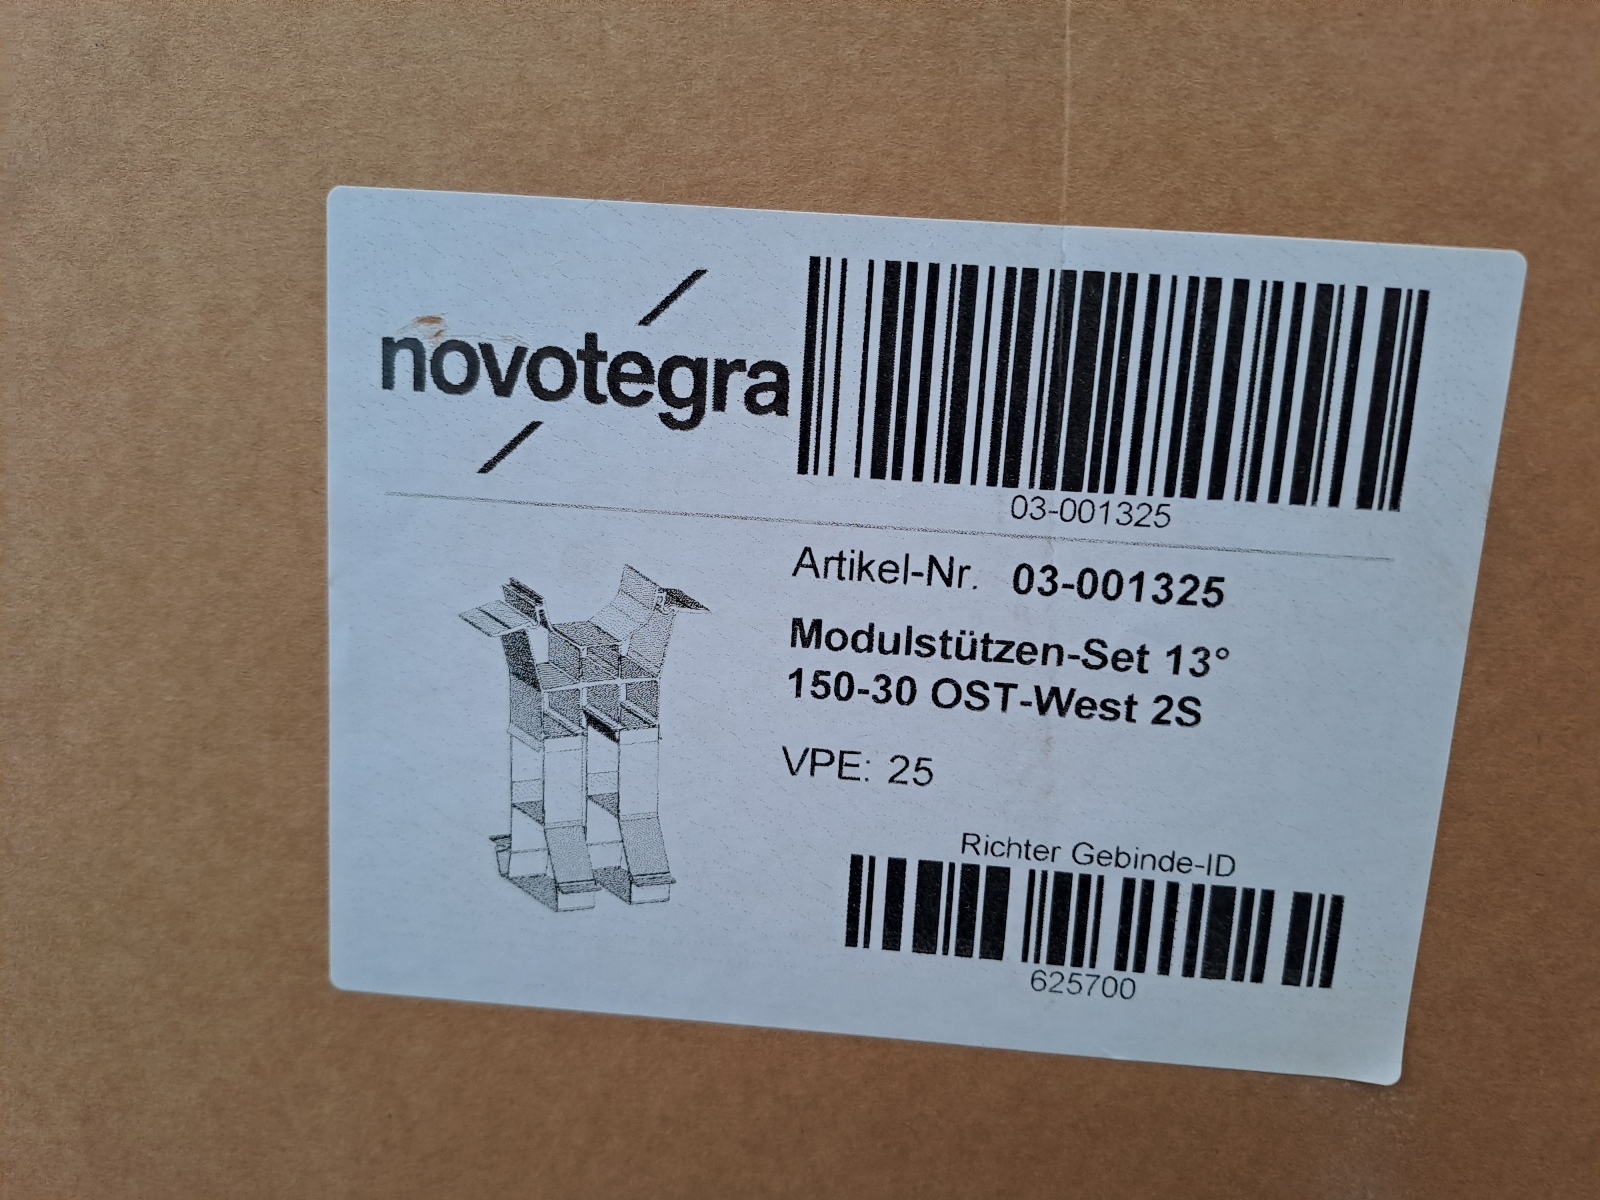 novotegra
03-001325
Artikel-Nr. 03-001325
Modulstützen-Set 13°
150-30 OST-West 2S
VPE: 25
Richter Gebinde-ID
625700